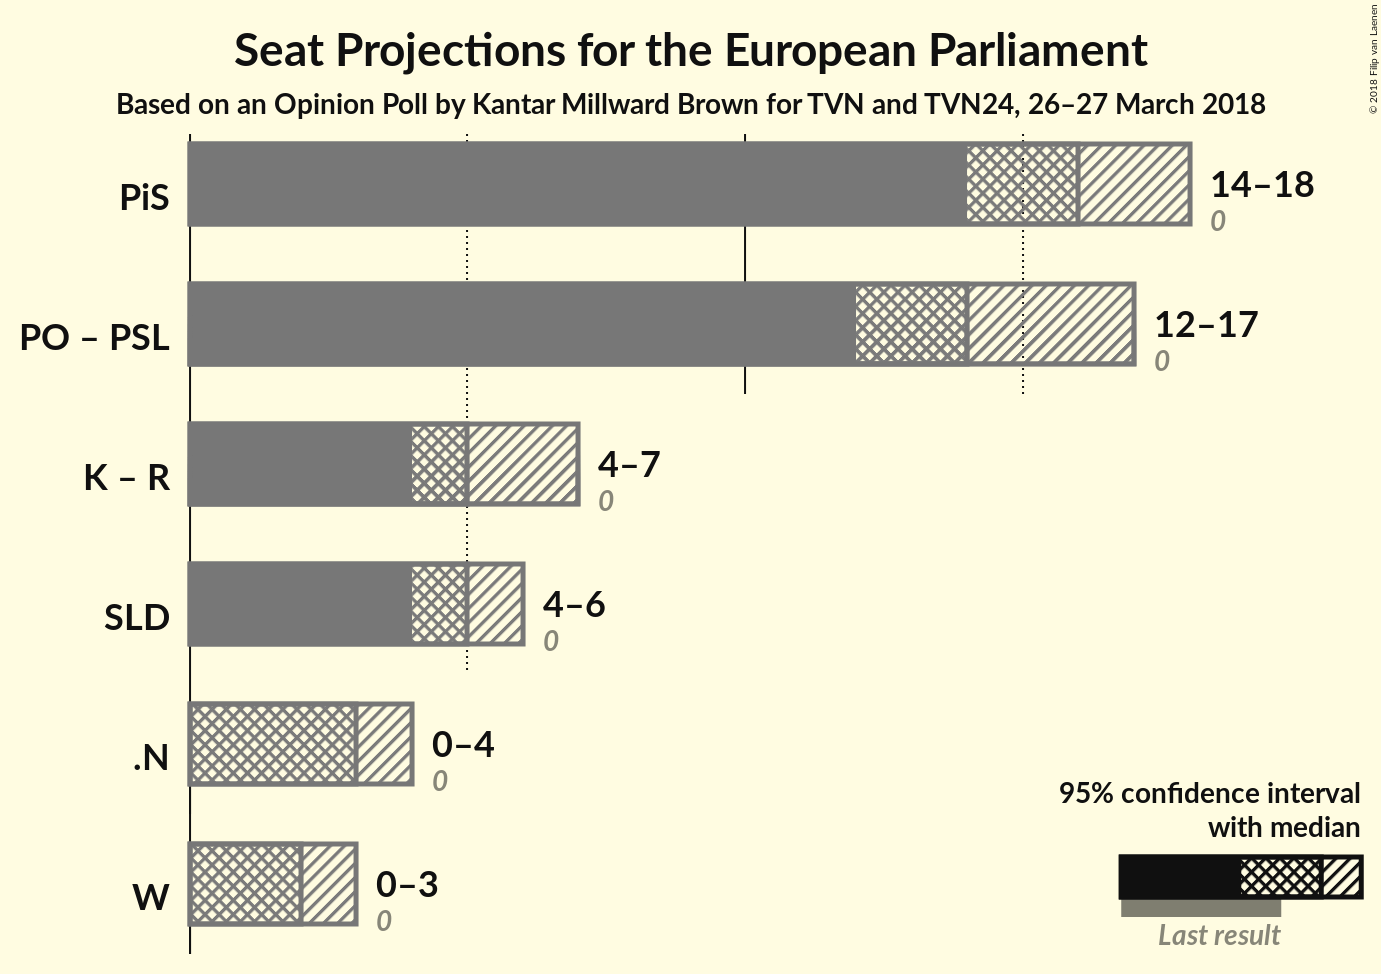 Seat Projections for the European Parliament
Based on an Opinion Poll by Kantar Millward Brown for TVN and TVN24, 26–27 March 2018
© 2018 Filip van Laenen
PiS
14–18
0
PO – PSL
12–17
0
K – R
4–7
0
SLD
4–6
0
.N
0–4
0
W
0–3
0
95% confidence interval
with median
Last result